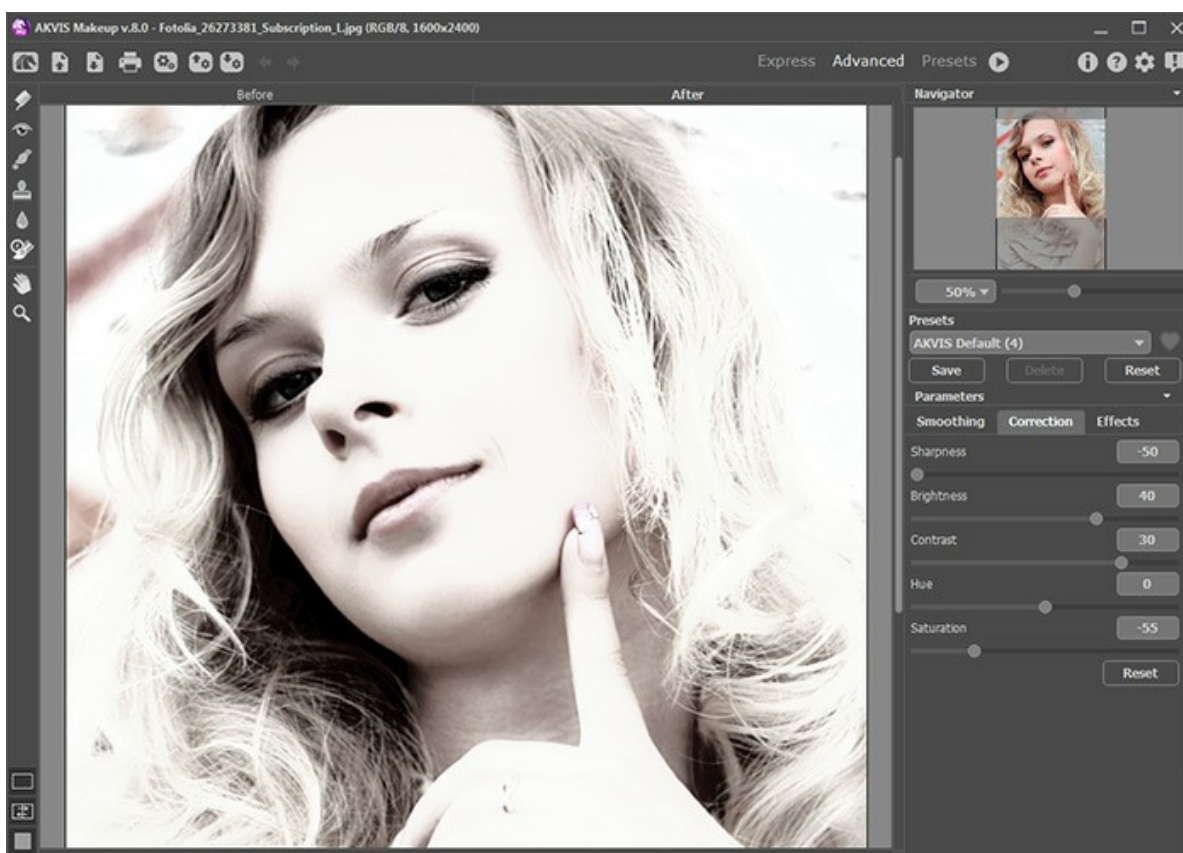 AKVIS Makeup v.8.0 - Fotolia_26273381_Subscription_L.jpg (RGB/8, 1600x2400)
Express Advanced Presets
Before After Navigator
50%
Presets
AKVIS Default (4)
Save Delete Reset
Parameters
Smoothing Correction Effects
Sharpness -50
Brightness 40
Contrast 30
Hue 0
Saturation -55
Reset